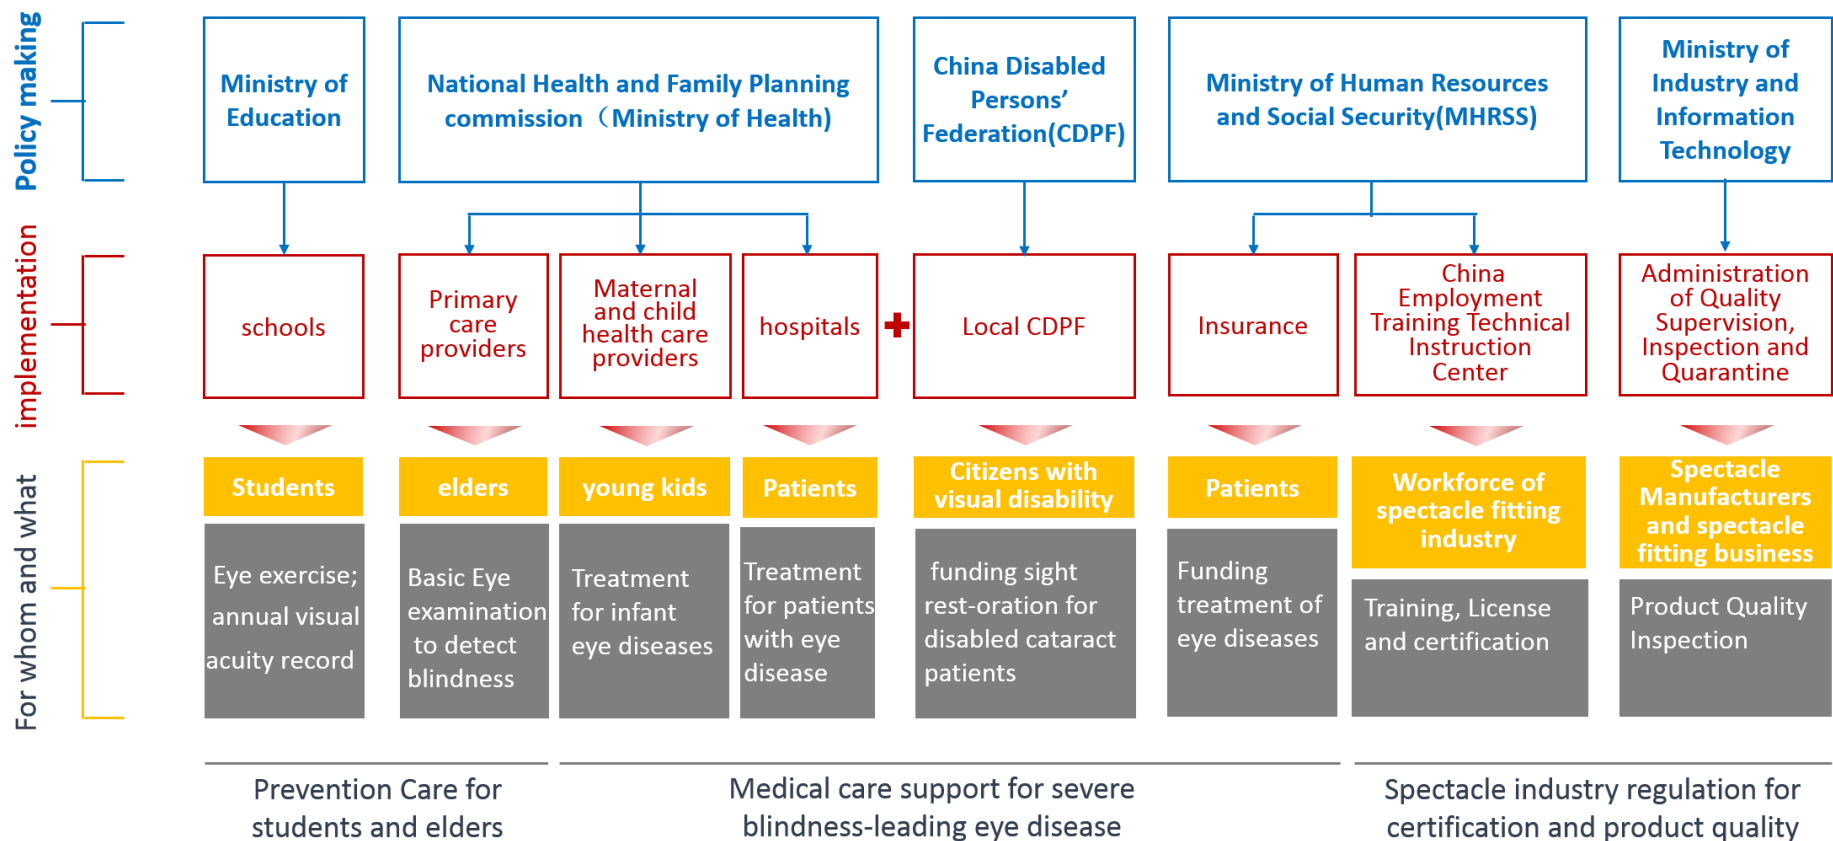 Policy making
Ministry of
Education
National Health and Family Planning
commission（Ministry of Health)
China Disabled
Persons’
Federation(CDPF)
Ministry of Human Resources
and Social Security(MHRSS)
Ministry of
Industry and
Information
Technology
implementation
schools
Primary
care
providers
Maternal
and child
health care
providers
hospitals
Local CDPF
Insurance
China
Employment
Training Technical
Instruction
Center
Administration
of Quality
Supervision,
Inspection and
Quarantine
For whom and what
Students
elders
young kids
Patients
Citizens with
visual disability
Patients
Workforce of
spectacle fitting
industry
Spectacle
Manufacturers
and spectacle
fitting business
Eye exercise;
annual visual
acuity record
Basic Eye
examination
to detect
blindness
Treatment
for infant
eye diseases
Treatment
for patients
with eye
disease
funding sight
rest-oration for
disabled cataract
patients
Funding
treatment of
eye diseases
Training, License
and certification
Product Quality
Inspection
Prevention Care for
students and elders
Medical care support for severe
blindness-leading eye disease
Spectacle industry regulation for
certification and product quality